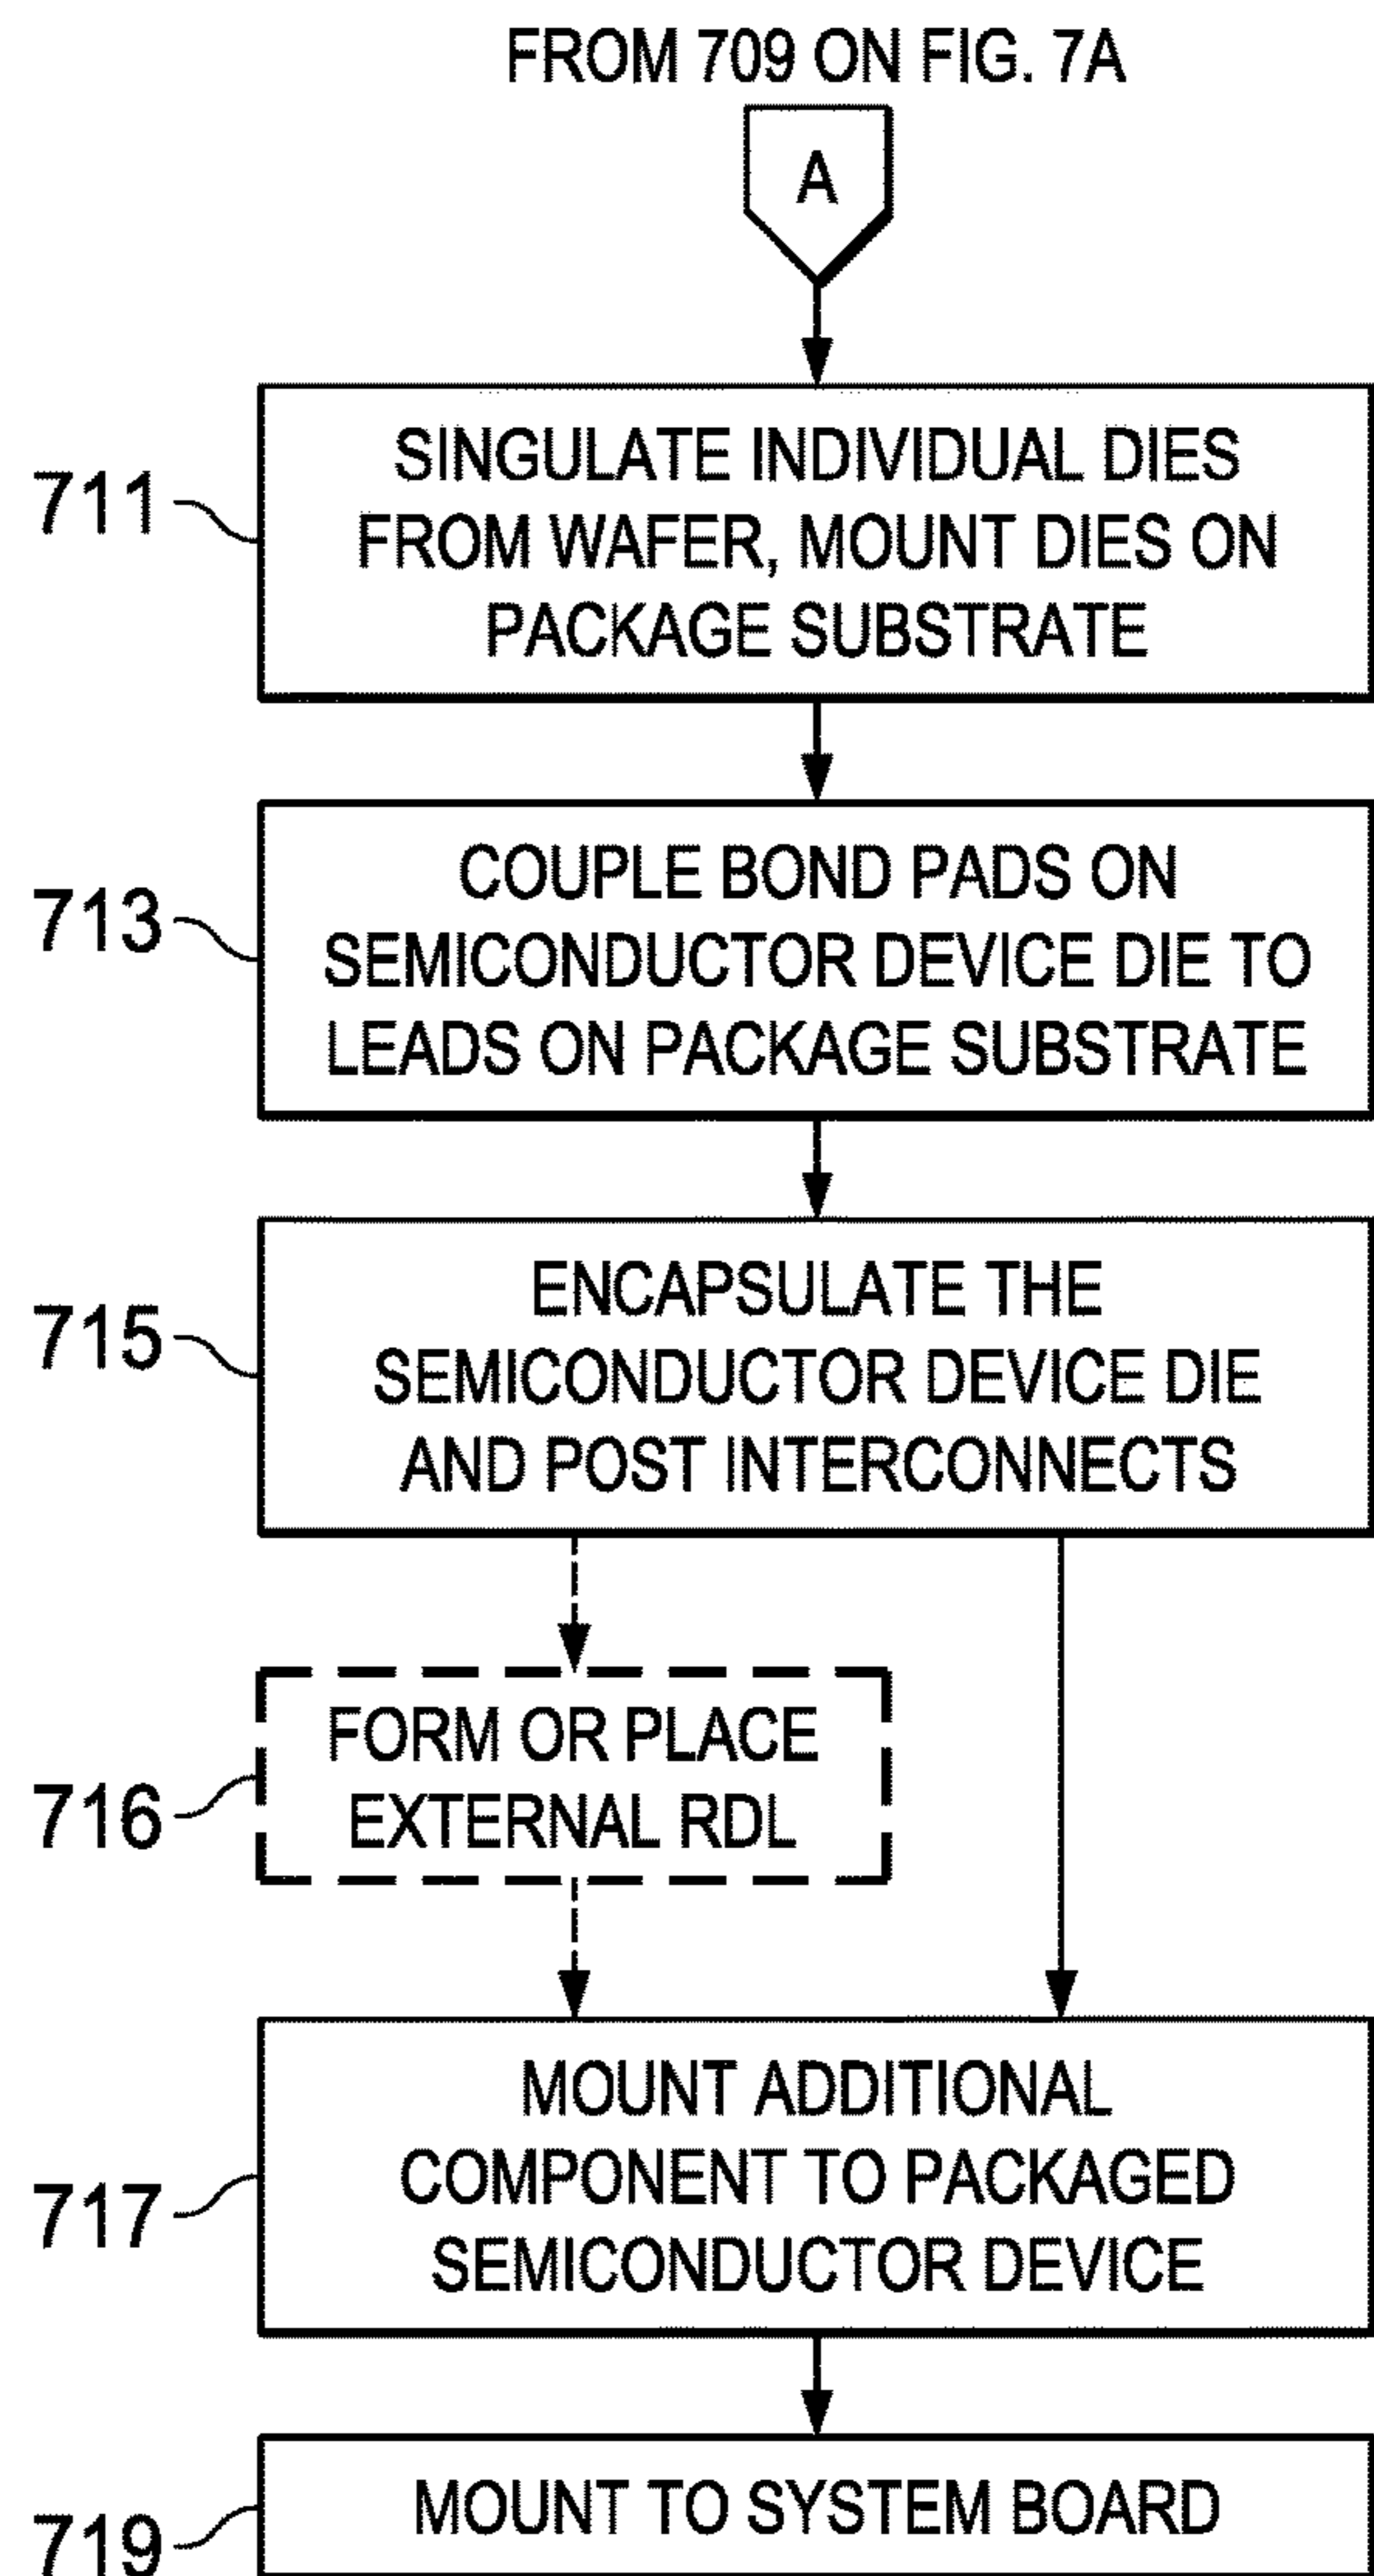 FROM 709 ON FIG. 7A
A
711
SINGULATE INDIVIDUAL DIES
FROM WAFER, MOUNT DIES ON
PACKAGE SUBSTRATE
713
COUPLE BOND PADS ON
SEMICONDUCTOR DEVICE DIE TO
LEADS ON PACKAGE SUBSTRATE
715
ENCAPSULATE THE
SEMICONDUCTOR DEVICE DIE
AND POST INTERCONNECTS
716
FORM OR PLACE
EXTERNAL RDL
717
MOUNT ADDITIONAL
COMPONENT TO PACKAGED
SEMICONDUCTOR DEVICE
719
MOUNT TO SYSTEM BOARD